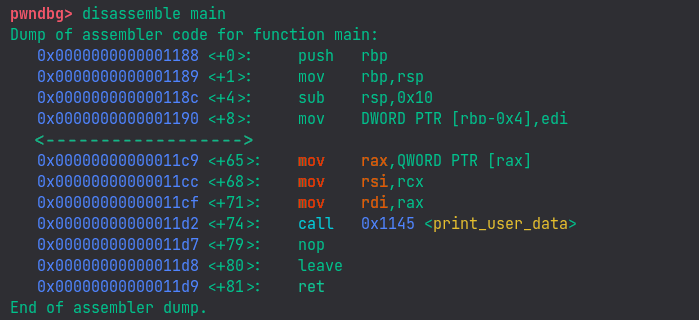 pwndbg> disassemble main
Dump of assembler code for function main:
0x0000000000001188 <+0>: push rbp
0x0000000000001189 <+1>: mov rbp,rsp
0x000000000000118c <+4>: sub rsp,0x10
0x0000000000001190 <+8>: mov DWORD PTR [rbp-0x4],edi
<------------------>
0x00000000000011c9 <+65>: mov rax,QWORD PTR [rax]
0x00000000000011cc <+68>: mov rsi,rcx
0x00000000000011cf <+71>: mov rdi,rax
0x00000000000011d2 <+74>: call 0x1145 <print_user_data>
0x00000000000011d7 <+79>: nop
0x00000000000011d8 <+80>: leave
0x00000000000011d9 <+81>: ret
End of assembler dump.